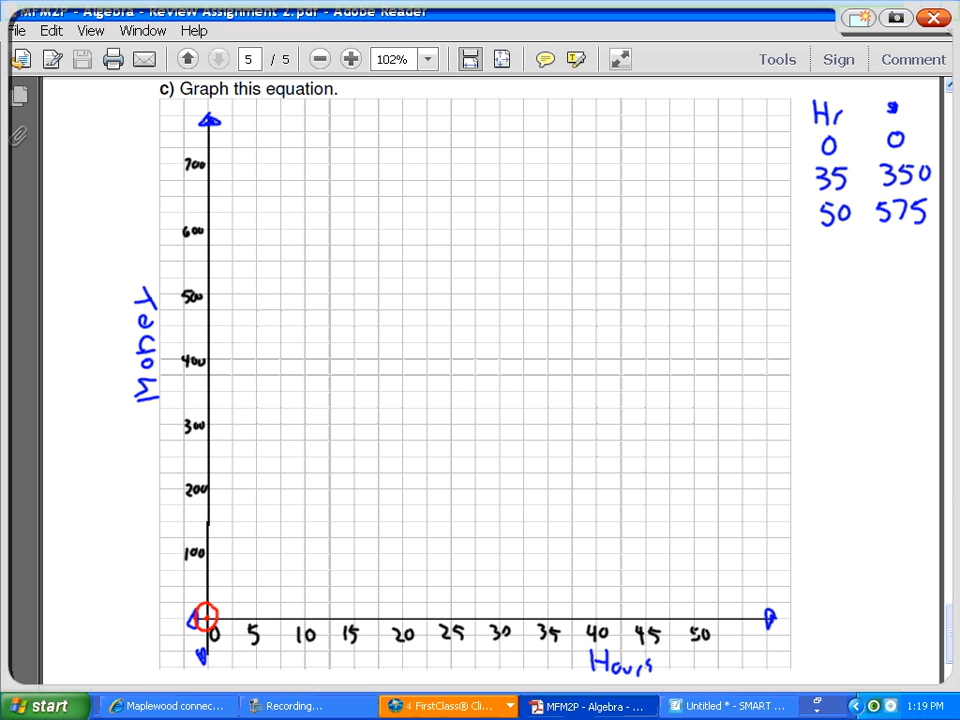 MFM2P - Algebra - Review Assignment 2.pdf - Adobe Reader
File Edit View Window Help
5 / 5 102% Tools Sign Comment
c) Graph this equation.
Hr $
0 0
35 350
50 575
700
600
500
400
300
200
100
Money
0 5 10 15 20 25 30 35 40 45 50
Hours
start Maplewood connec... Recording... 4 FirstClass® Cli... MFM2P - Algebra - ... Untitled * - SMART ... 1:19 PM